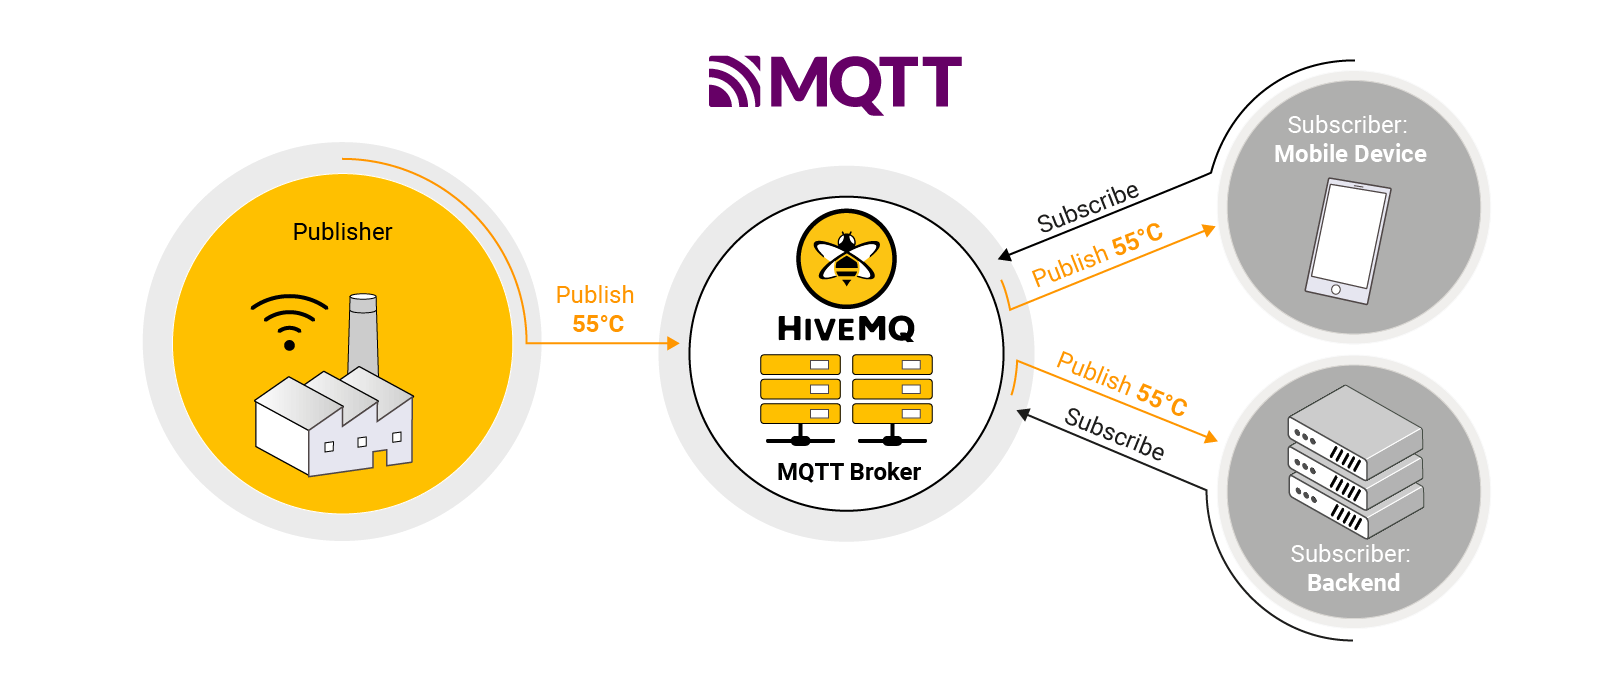 MQTT
Publisher
Publish
55°C
HIVEMQ
MQTT Broker
Subscribe
Publish 55°C
Publish 55°C
Subscribe
Subscriber:
Mobile Device
Subscriber:
Backend